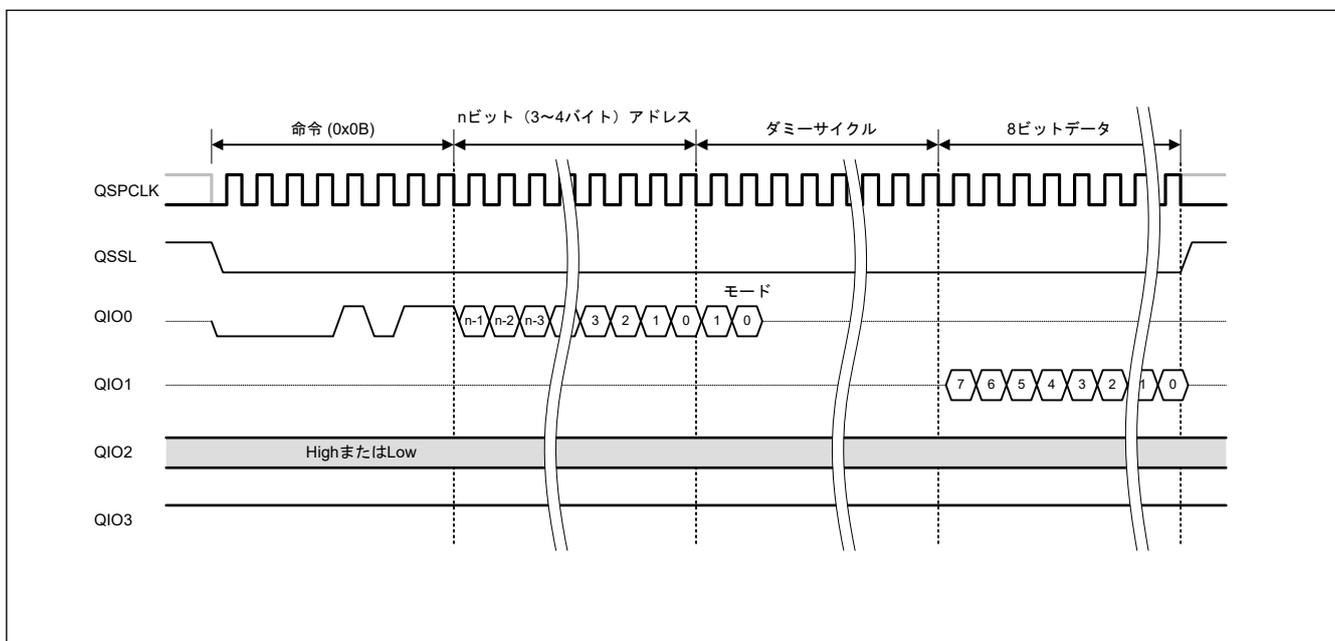 命令 (0x0B)
nビット（3～4バイト）アドレス
ダミーサイクル
8ビットデータ
QSPCLK
QSSL
モード
QIO0
n-1 n-2 n-3 3 2 1 0 1 0
QIO1
7 6 5 4 3 2 1 0
QIO2
HighまたはLow
QIO3